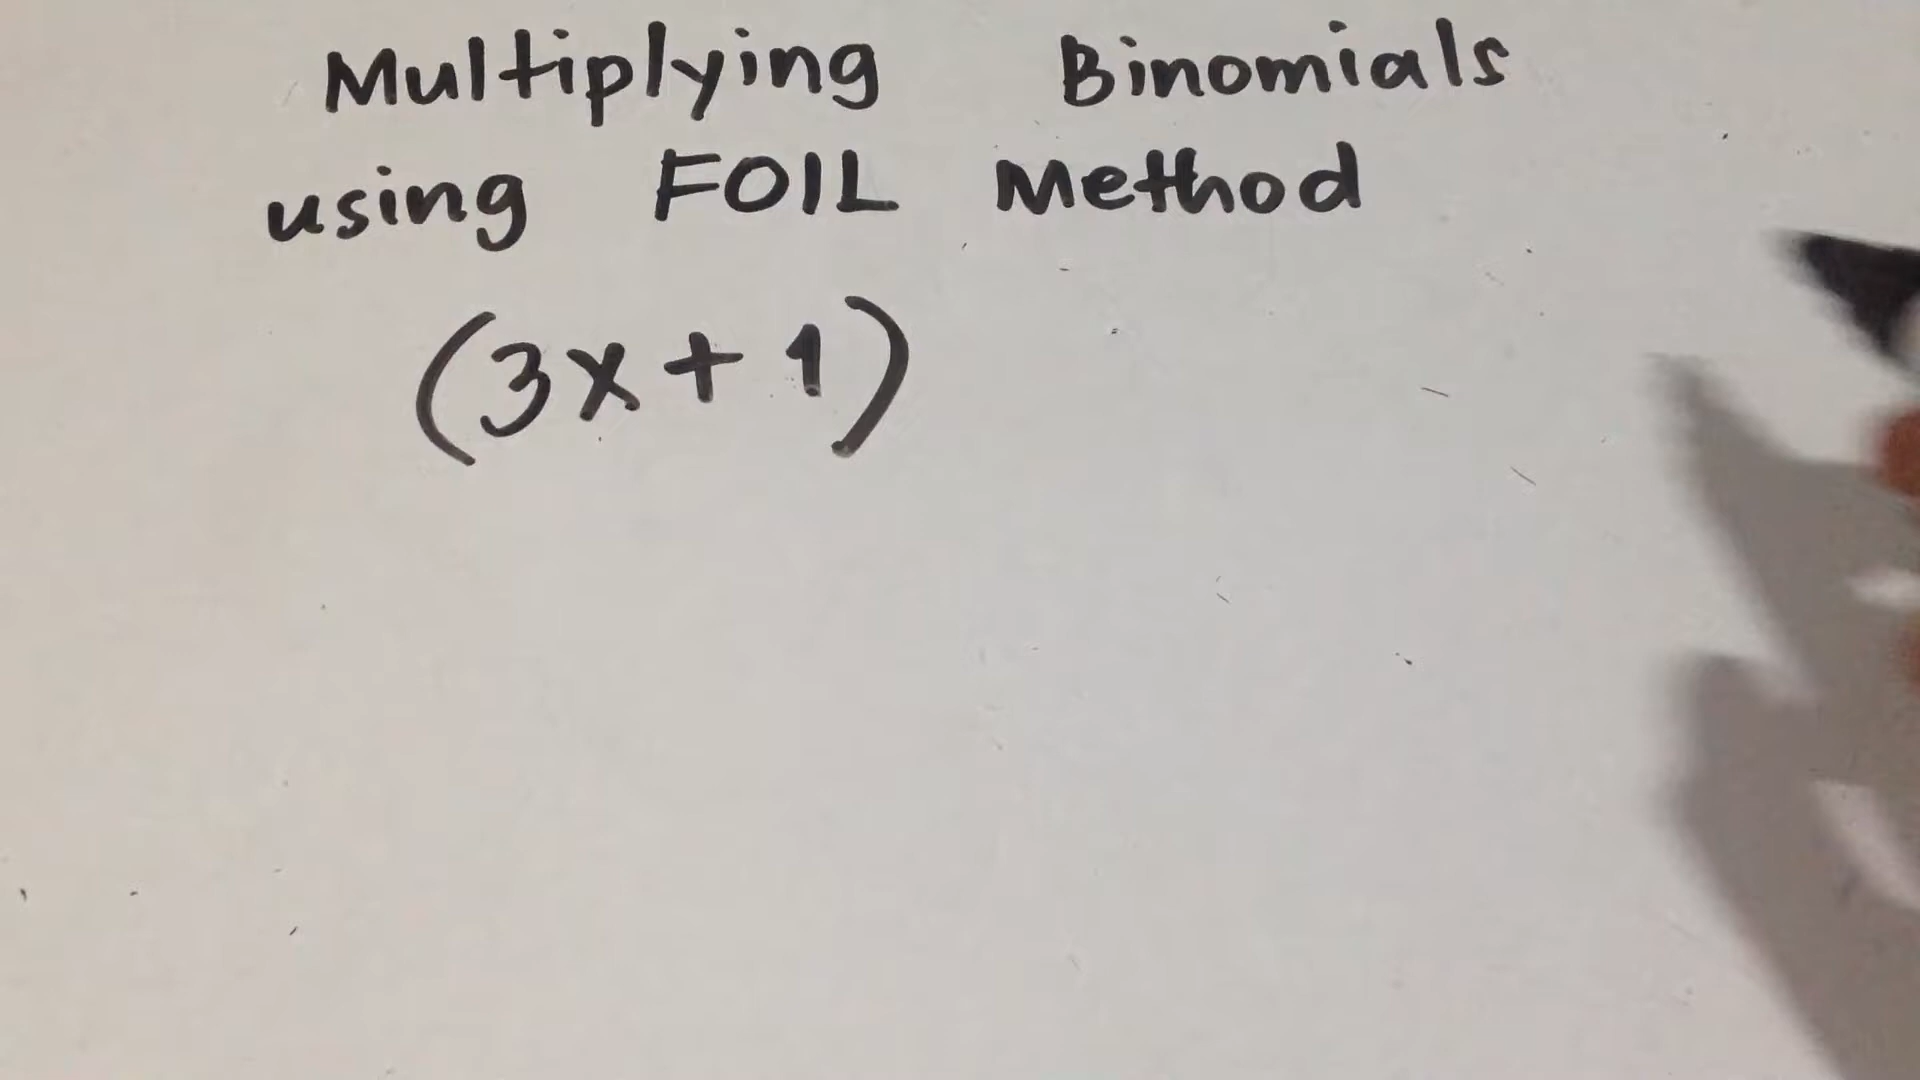 Multiplying Binomials
using FOIL Method
(3x + 1)